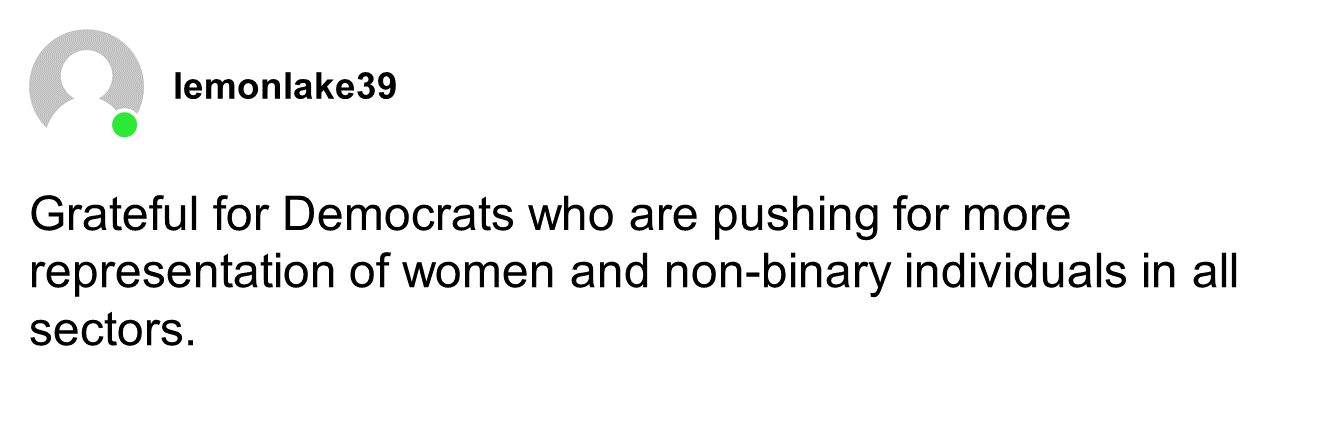 lemonlake39
Grateful for Democrats who are pushing for more
representation of women and non-binary individuals in all
sectors.